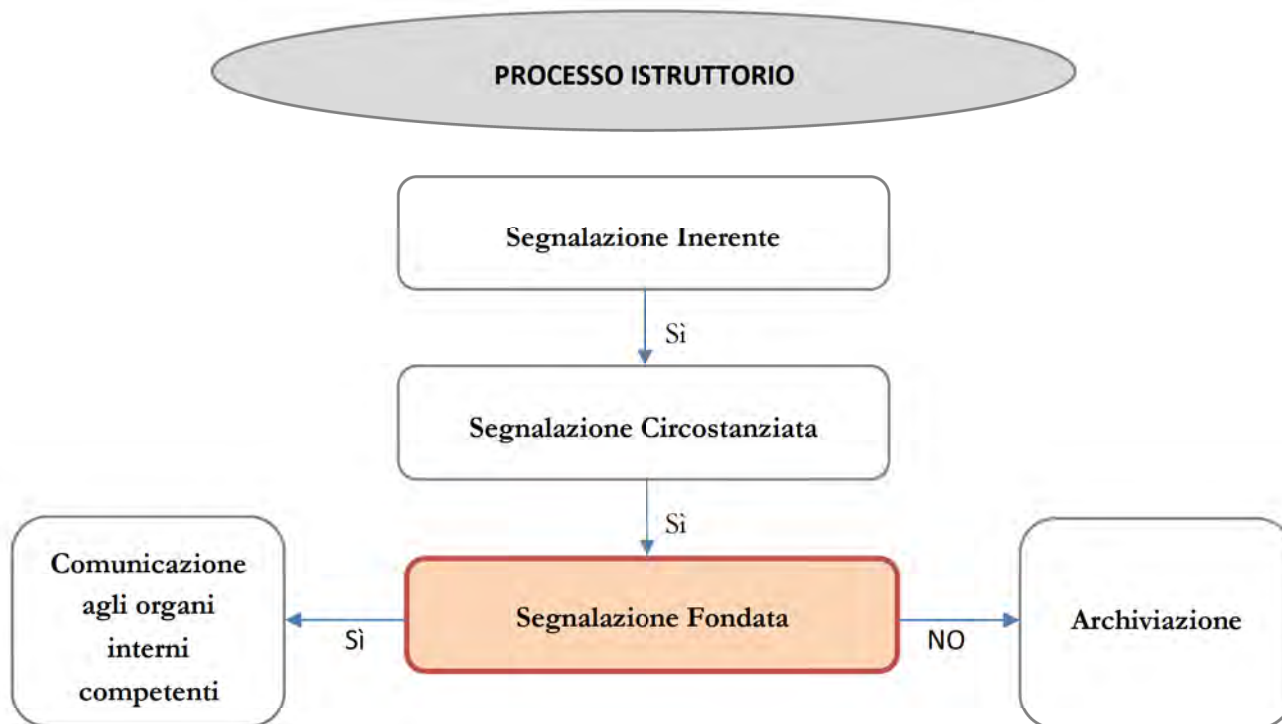 PROCESSO ISTRUTTORIO
Segnalazione Inerente
Sì
Segnalazione Circostanziata
Sì
Comunicazione
agli organi
interni
competenti
Sì
Segnalazione Fondata
NO
Archiviazione